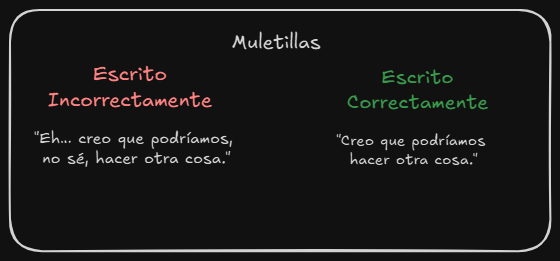 Muletillas
Escrito
Incorrectamente
"Eh... creo que podríamos,
no sé, hacer otra cosa."
Escrito
Correctamente
"Creo que podríamos
hacer otra cosa."